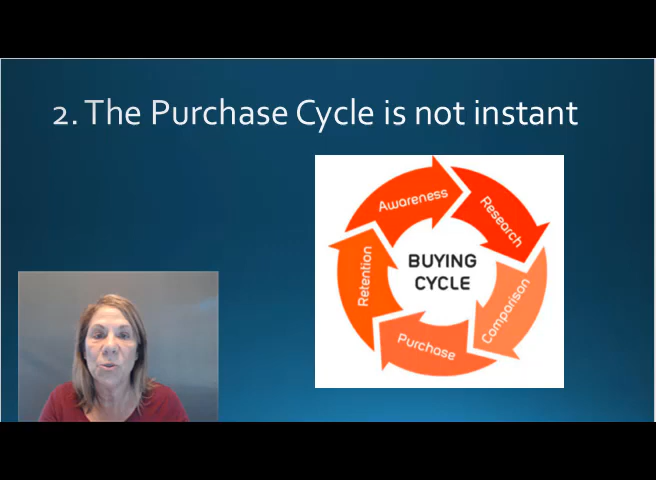 2. The Purchase Cycle is not instant
Awareness
Research
Comparison
Purchase
Retention
BUYING
CYCLE